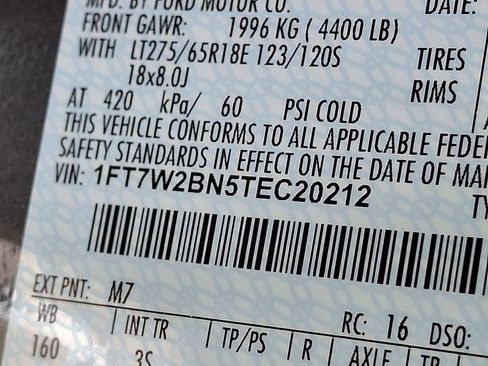 MFD. BY FORD MOTOR CO.
DATE:
FRONT GAWR: 1996 KG ( 4400 LB)
WITH LT275/65R18E 123/120S TIRES
18x8.0J RIMS
AT 420 kPa/ 60 PSI COLD
THIS VEHICLE CONFORMS TO ALL APPLICABLE FEDE
SAFETY STANDARDS IN EFFECT ON THE DATE OF MA
VIN: 1FT7W2BN5TEC20212
TY
EXT PNT: M7
RC: 16 DSO:
WB | INT TR | TP/PS | R | AXLE | TR
160 3S